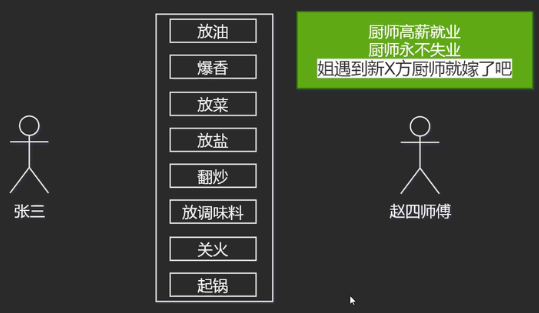 放油
爆香
放菜
放盐
翻炒
放调味料
关火
起锅
厨师高薪就业
厨师永不失业
姐遇到新X方厨师就嫁了吧
张三
赵四师傅